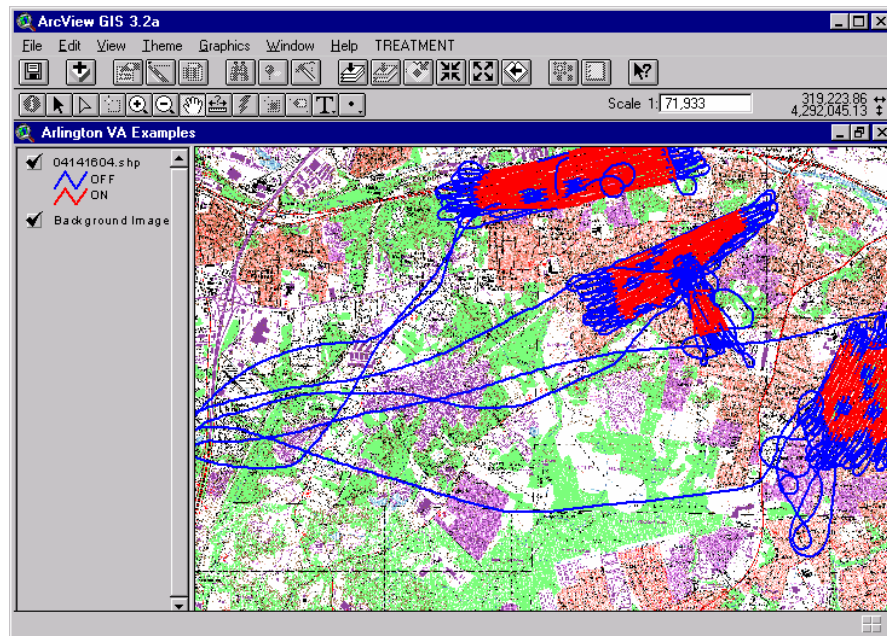 ArcView GIS 3.2a
File Edit View Theme Graphics Window Help TREATMENT
Scale 1: 71,933
319,223.86
4,292,045.13
Arlington VA Examples
04141604.shp
OFF
ON
Background Image